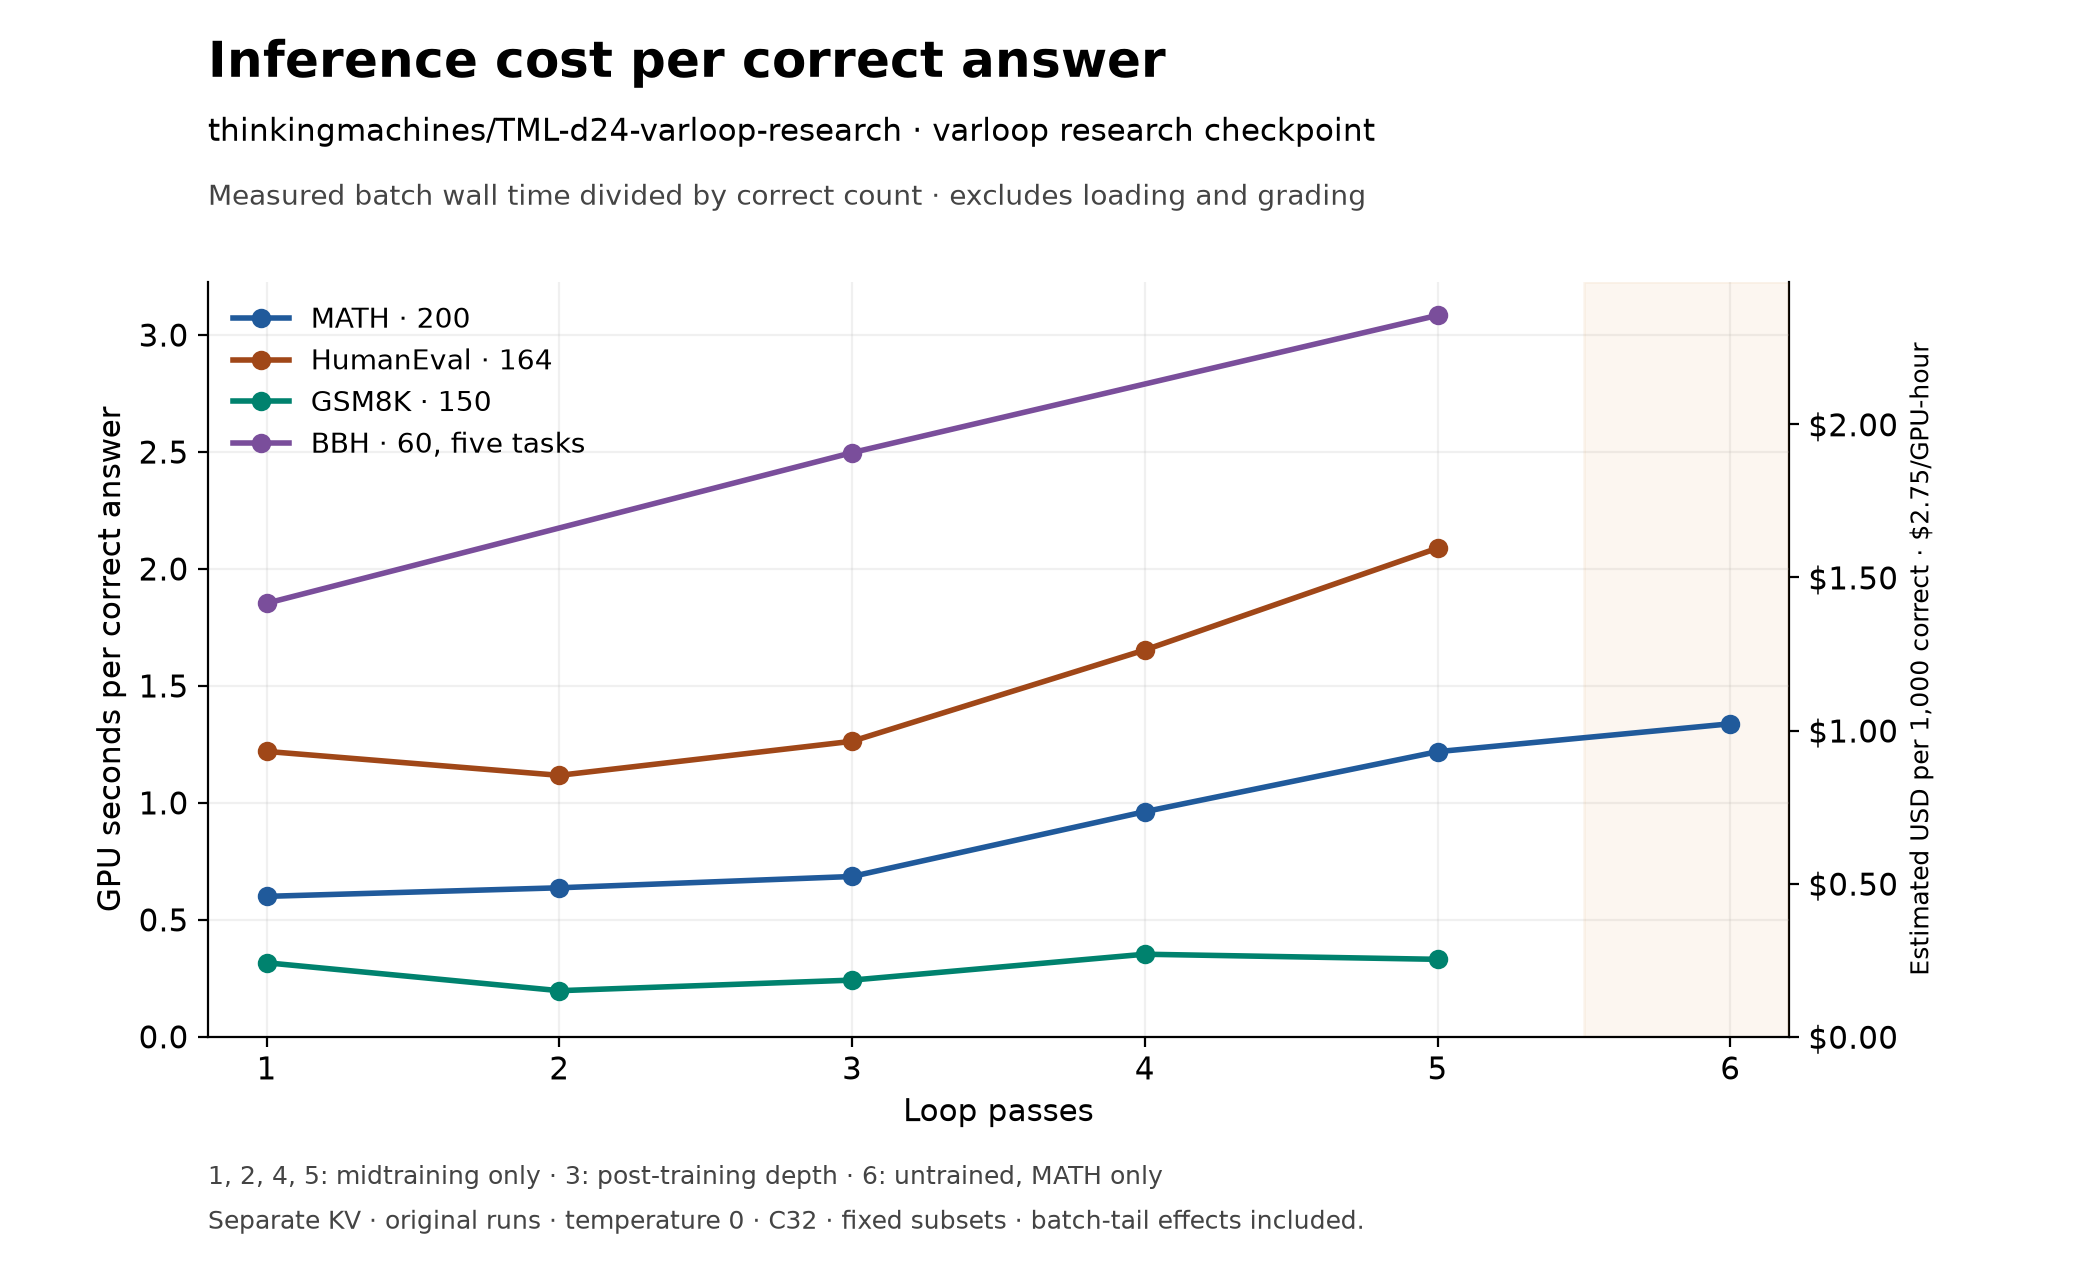 Inference cost per correct answer
thinkingmachines/TML-d24-varloop-research · varloop research checkpoint
Measured batch wall time divided by correct count · excludes loading and grading
MATH · 200
HumanEval · 164
GSM8K · 150
BBH · 60, five tasks
GPU seconds per correct answer
3.0
2.5
2.0
1.5
1.0
0.5
0.0
$2.00
$1.50
$1.00
$0.50
$0.00
Estimated USD per 1,000 correct · $2.75/GPU-hour
1 2 3 4 5 6
Loop passes
1, 2, 4, 5: midtraining only · 3: post-training depth · 6: untrained, MATH only
Separate KV · original runs · temperature 0 · C32 · fixed subsets · batch-tail effects included.